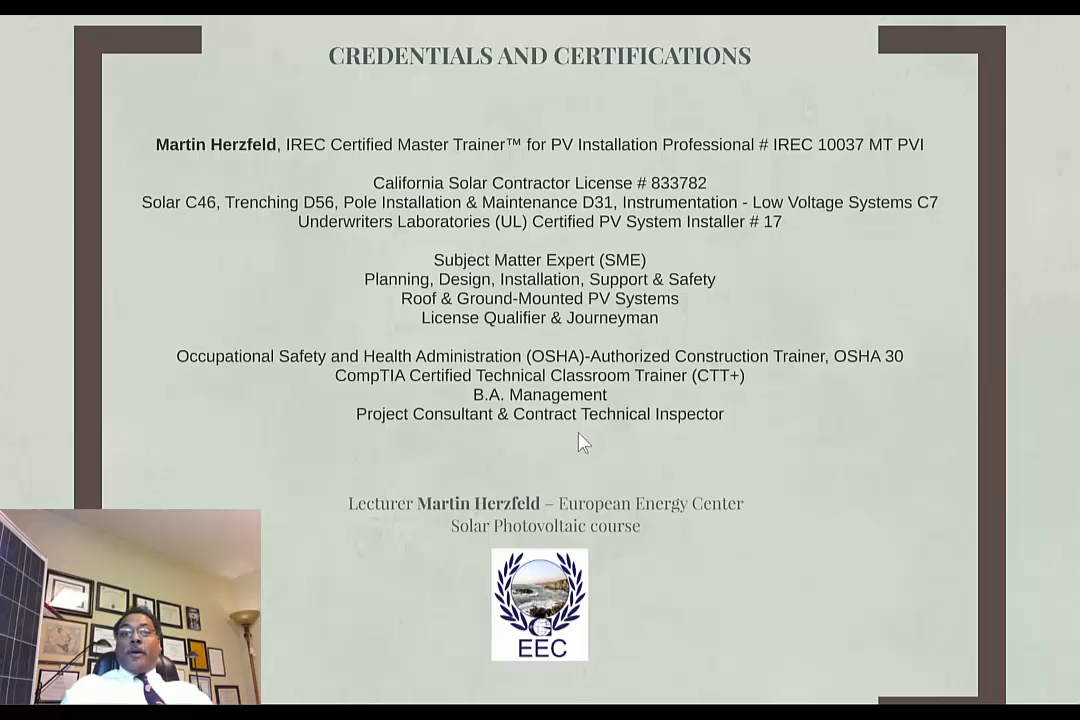 CREDENTIALS AND CERTIFICATIONS
Martin Herzfeld, IREC Certified Master Trainer™ for PV Installation Professional # IREC 10037 MT PVI
California Solar Contractor License # 833782
Solar C46, Trenching D56, Pole Installation & Maintenance D31, Instrumentation - Low Voltage Systems C7
Underwriters Laboratories (UL) Certified PV System Installer # 17
Subject Matter Expert (SME)
Planning, Design, Installation, Support & Safety
Roof & Ground-Mounted PV Systems
License Qualifier & Journeyman
Occupational Safety and Health Administration (OSHA)-Authorized Construction Trainer, OSHA 30
CompTIA Certified Technical Classroom Trainer (CTT+)
B.A. Management
Project Consultant & Contract Technical Inspector
Lecturer Martin Herzfeld – European Energy Center
Solar Photovoltaic course
EEC